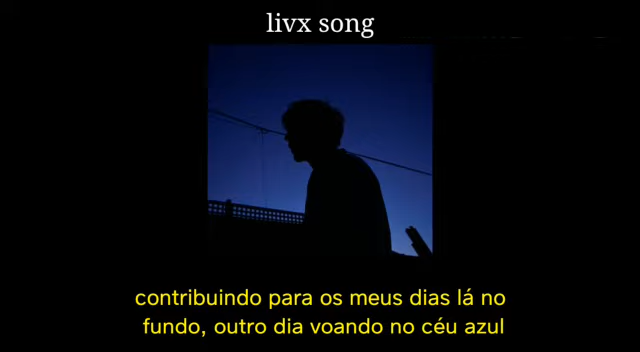 livx song
contribuindo para os meus dias lá no
fundo, outro dia voando no céu azul